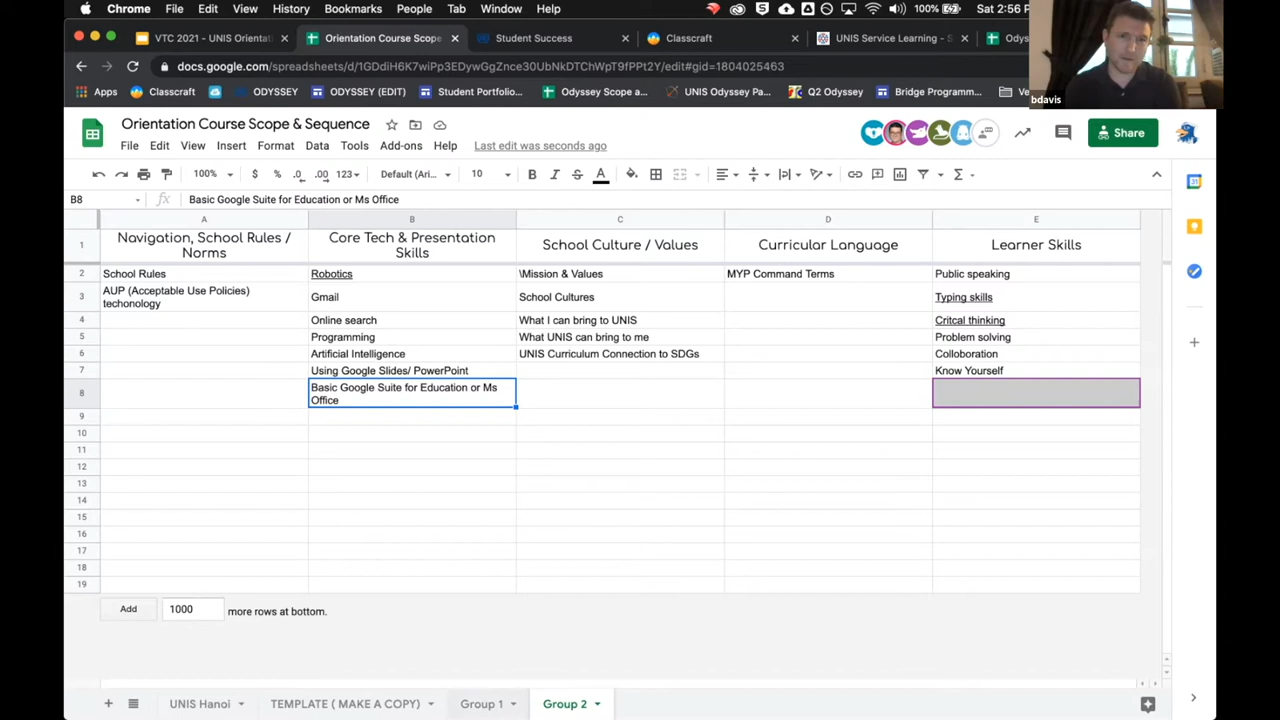 Chrome File Edit View History Bookmarks People Tab Window Help 100% Sat 2:56 P
VTC 2021 - UNIS Orienta Orientation Course Scope Student Success Classcraft UNIS Service Learning - S Odys
docs.google.com/spreadsheets/d/1GDdiH6K7wiPp3EDywCgZnze30UbNkDTChWpT9fPPt2Y/edit#gid=1804025463
Apps Classcraft ODYSSEY ODYSSEY (EDIT) Student Portfolio... Odyssey Scope a... UNIS Odyssey Pa... Q2 Odyssey Bridge Programm...
bdavis
Orientation Course Scope & Sequence
Share
File Edit View Insert Format Data Tools Add-ons Help Last edit was seconds ago
100% $ % .0 .00 123 Default (Ari... 10 B I S A
B8 fx Basic Google Suite for Education or Ms Office
A B C D E
1 Navigation, School Rules / Norms Core Tech & Presentation Skills School Culture / Values Curricular Language Learner Skills
2 School Rules Robotics \Mission & Values MYP Command Terms Public speaking
3 AUP (Acceptable Use Policies) techonology Gmail School Cultures Typing skills
4 Online search What I can bring to UNIS Critcal thinking
5 Programming What UNIS can bring to me Problem solving
6 Artificial Intelligence UNIS Curriculum Connection to SDGs Colloboration
7 Using Google Slides/ PowerPoint Know Yourself
8 Basic Google Suite for Education or Ms Office
9
10
11
12
13
14
15
16
17
18
19
Add 1000 more rows at bottom.
UNIS Hanoi TEMPLATE ( MAKE A COPY) Group 1 Group 2